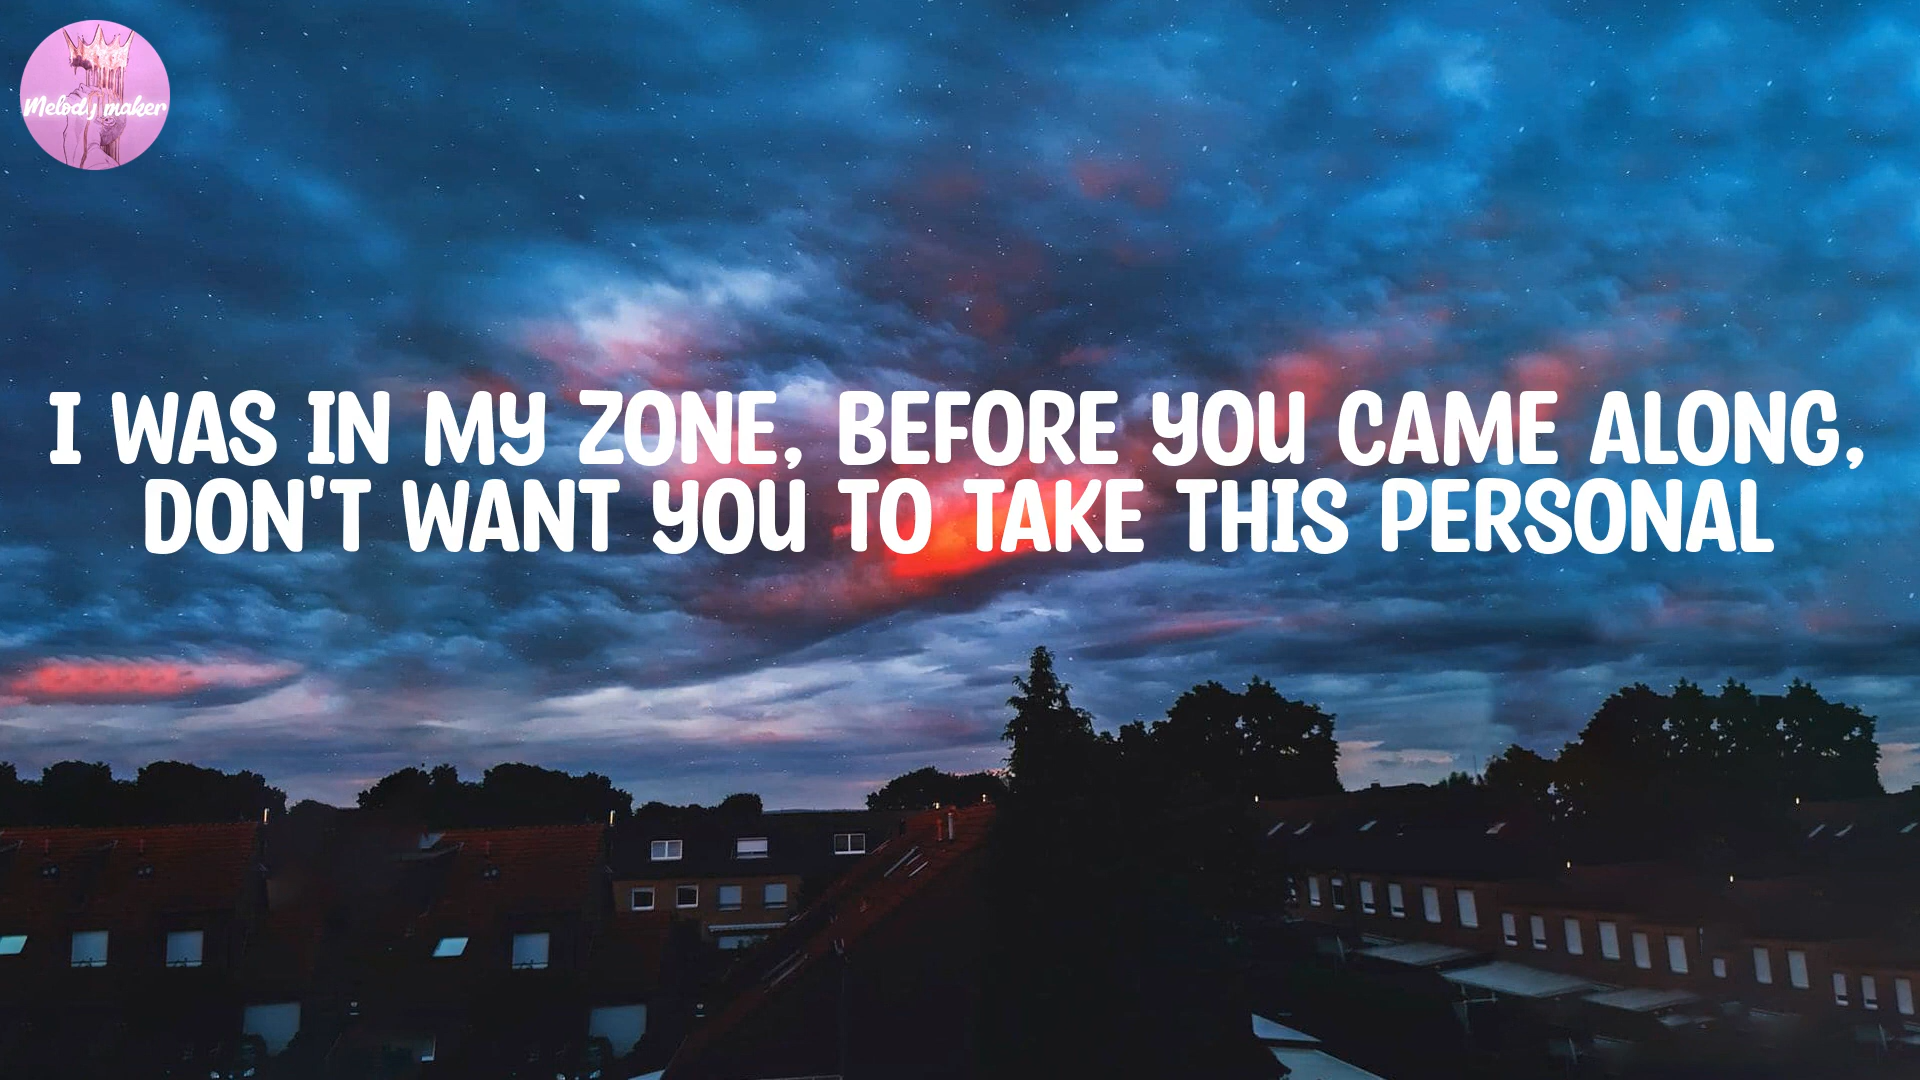 Melody maker
I WAS IN MY ZONE, BEFORE YOU CAME ALONG,
DON'T WANT YOU TO TAKE THIS PERSONAL